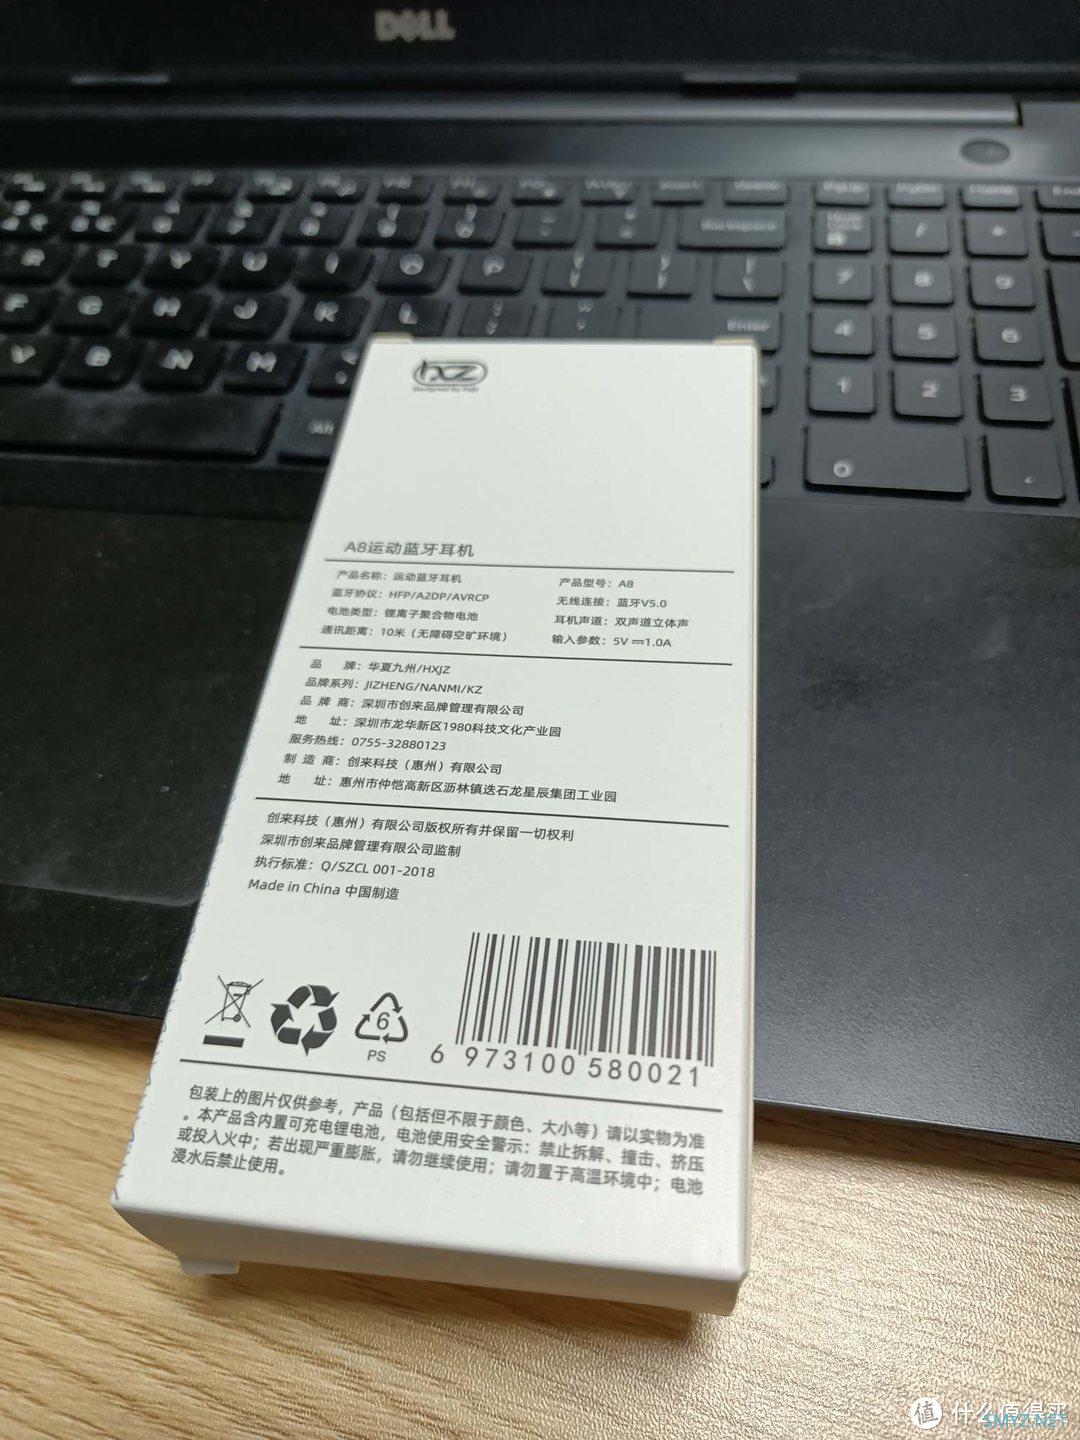 DELL
hxz
A8运动蓝牙耳机
产品名称：运动蓝牙耳机 产品型号：A8
蓝牙协议：HFP/A2DP/AVRCP 无线连接：蓝牙V5.0
电池类型：锂离子聚合物电池 耳机声道：双声道立体声
通讯距离：10米（无障碍空旷环境） 输入参数：5V⎓1.0A
品 牌：华夏九州/HXJZ
品牌系列：JIZHENG/NANMI/KZ
品 牌 商：深圳市创来品牌管理有限公司
地 址：深圳市龙华新区1980科技文化产业园
服务热线：0755-32880123
制 造 商：创来科技（惠州）有限公司
地 址：惠州市仲恺高新区沥林镇迭石龙星辰集团工业园
创来科技（惠州）有限公司版权所有并保留一切权利
深圳市创来品牌管理有限公司监制
执行标准：Q/SZCL 001-2018
Made in China 中国制造
6
PS
6 973100 580021
包装上的图片仅供参考，产品（包括但不限于颜色、大小等）请以实物为准
。本产品含内置可充电锂电池，电池使用安全警示：禁止拆解、撞击、挤压
或投入火中；若出现严重膨胀，请勿继续使用；请勿置于高温环境中；电池
浸水后禁止使用。
值 什么值得买
SMYZ.NET